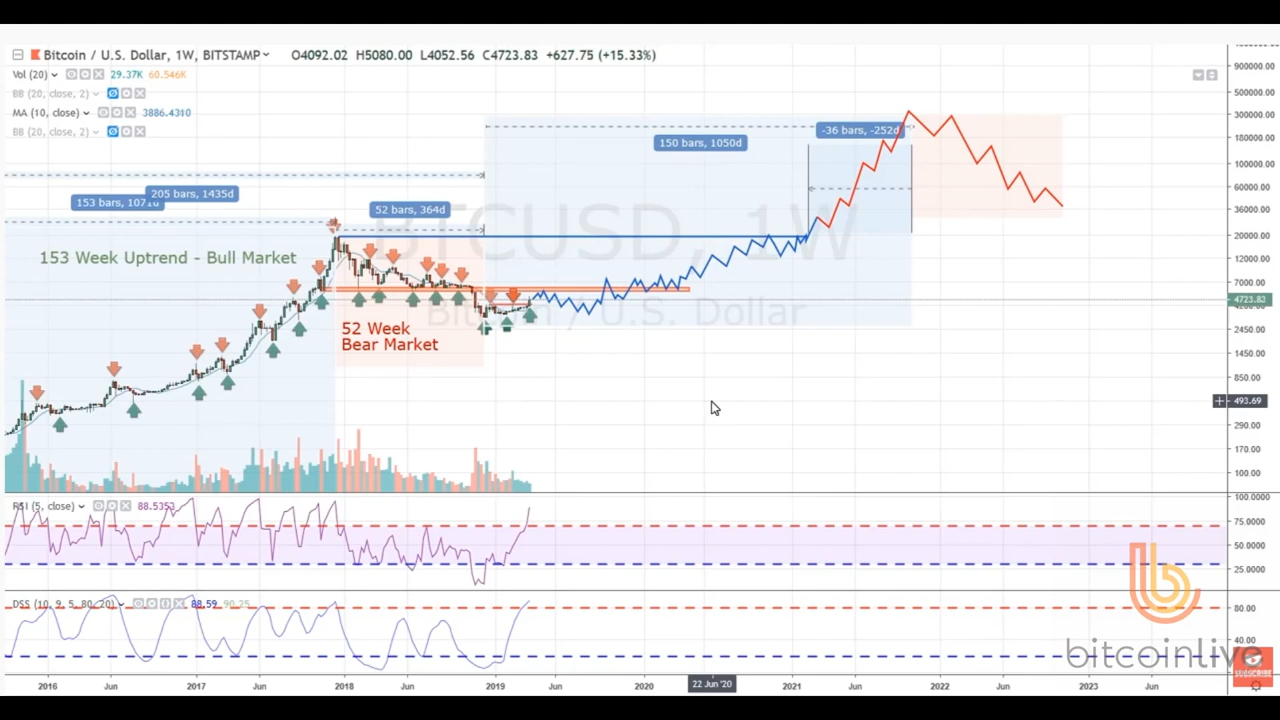 Bitcoin / U.S. Dollar, 1W, BITSTAMP O4092.02 H5080.00 L4052.56 C4723.83 +627.75 (+15.33%)
Vol (20) 29.37K 60.546K
BB (20, close, 2)
MA (10, close) 3886.4310
BB (20, close, 2)
-36 bars, -252d
150 bars, 1050d
205 bars, 1435d
153 bars, 1071d
52 bars, 364d
BTCUSD, 1W
Bitcoin / U.S. Dollar
153 Week Uptrend - Bull Market
52 Week
Bear Market
900000.00
500000.00
300000.00
180000.00
100000.00
60000.00
36000.00
20000.00
12000.00
7000.00
4723.83
2450.00
1450.00
850.00
493.69
290.00
170.00
100.00
RSI (5, close) 88.5353
100.0000
75.0000
50.0000
25.0000
DSS (10, 9, 5, 80, 20) 88.59 90.25
80.00
40.00
20.00
bitcoinlive
SUBSCRIBE
2016 Jun 2017 Jun 2018 Jun 2019 Jun 2020 22 Jun '20 2021 Jun 2022 Jun 2023 Jun